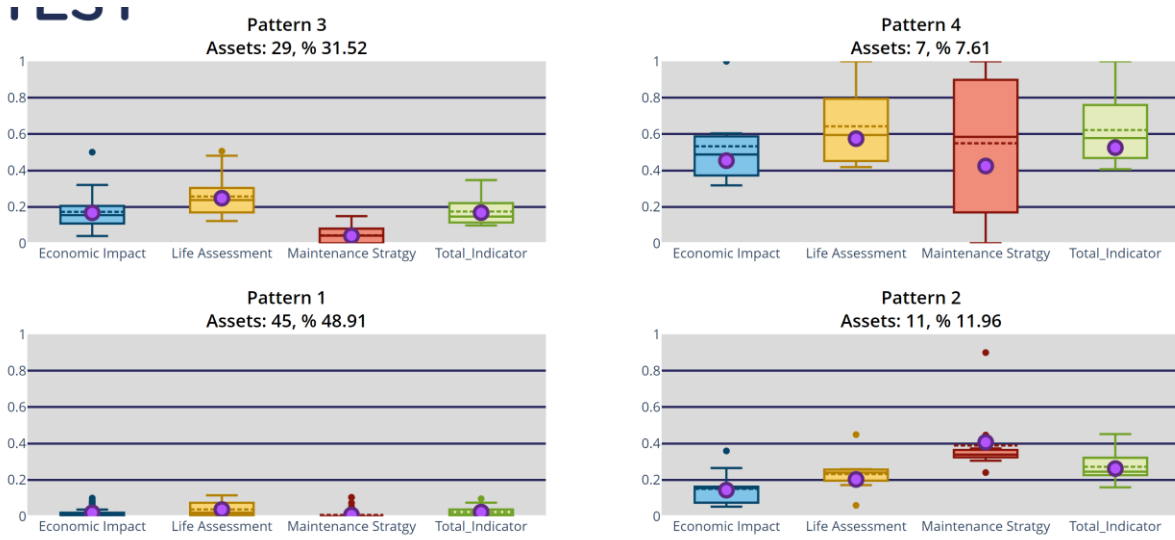 TEST
Pattern 3
Assets: 29, % 31.52
1
0.8
0.6
0.4
0.2
0
Economic Impact Life Assessment Maintenance Stratgy Total_Indicator
Pattern 4
Assets: 7, % 7.61
1
0.8
0.6
0.4
0.2
0
Economic Impact Life Assessment Maintenance Stratgy Total_Indicator
Pattern 1
Assets: 45, % 48.91
1
0.8
0.6
0.4
0.2
0
Economic Impact Life Assessment Maintenance Stratgy Total_Indicator
Pattern 2
Assets: 11, % 11.96
1
0.8
0.6
0.4
0.2
0
Economic Impact Life Assessment Maintenance Stratgy Total_Indicator